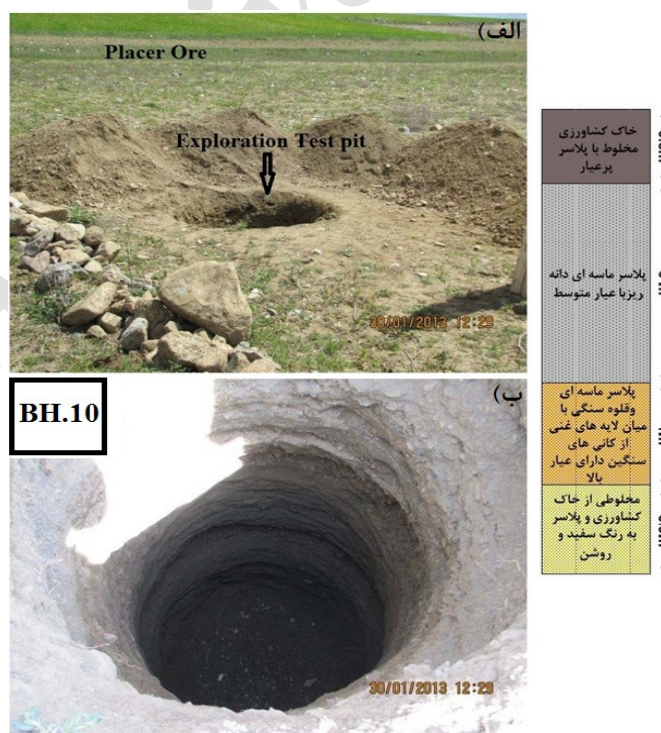 الف)
Placer Ore
Exploration Test pit
30/01/2013 12:29
BH.10
ب)
30/01/2013 12:29
خاک کشاورزی
مخلوط با پلاسر
پرعیار
پلاسر ماسه ای دانه
ریزبا عیار متوسط
پلاسر ماسه ای
وقلوه سنگی با
میان لایه های غنی
از کانی های
سنگین دارای عیار
بالا
مخلوطی از خاک
کشاورزی و پلاسر
به رنگ سفید و
روشن